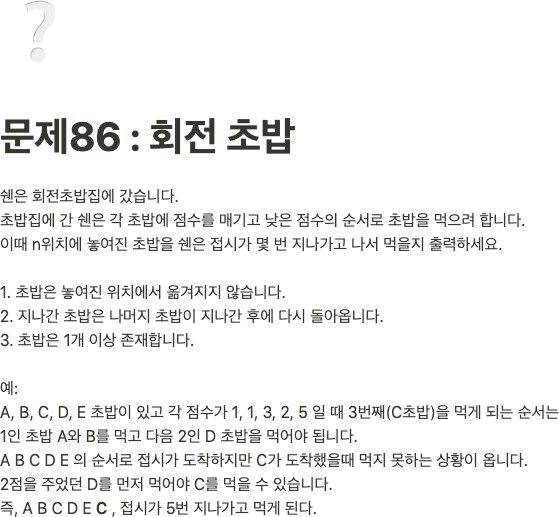 ❔
문제86 : 회전 초밥
쉔은 회전초밥집에 갔습니다.
초밥집에 간 쉔은 각 초밥에 점수를 매기고 낮은 점수의 순서로 초밥을 먹으려 합니다.
이때 n위치에 놓여진 초밥을 쉔은 접시가 몇 번 지나가고 나서 먹을지 출력하세요.
1. 초밥은 놓여진 위치에서 옮겨지지 않습니다.
2. 지나간 초밥은 나머지 초밥이 지나간 후에 다시 돌아옵니다.
3. 초밥은 1개 이상 존재합니다.
예:
A, B, C, D, E 초밥이 있고 각 점수가 1, 1, 3, 2, 5 일 때 3번째(C초밥)을 먹게 되는 순서는
1인 초밥 A와 B를 먹고 다음 2인 D 초밥을 먹어야 됩니다.
A B C D E 의 순서로 접시가 도착하지만 C가 도착했을때 먹지 못하는 상황이 옵니다.
2점을 주었던 D를 먼저 먹어야 C를 먹을 수 있습니다.
즉, A B C D E C , 접시가 5번 지나가고 먹게 된다.